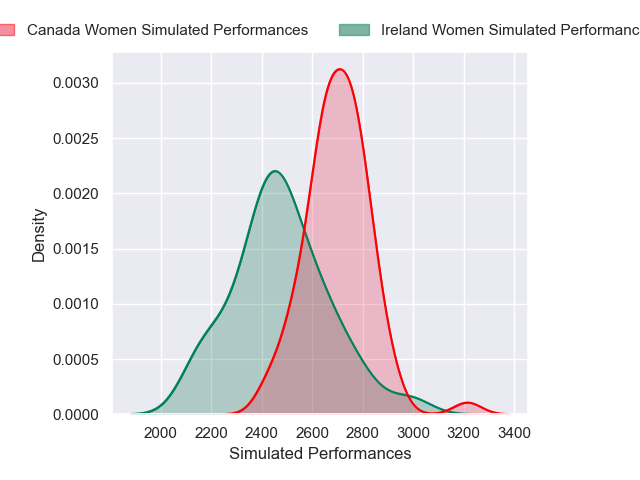 Canada Women Simulated Performances Ireland Women Simulated Performanc
0.0030
0.0025
0.0020
0.0015
0.0010
0.0005
0.0000
Density
2000 2200 2400 2600 2800 3000 3200 3400
Simulated Performances